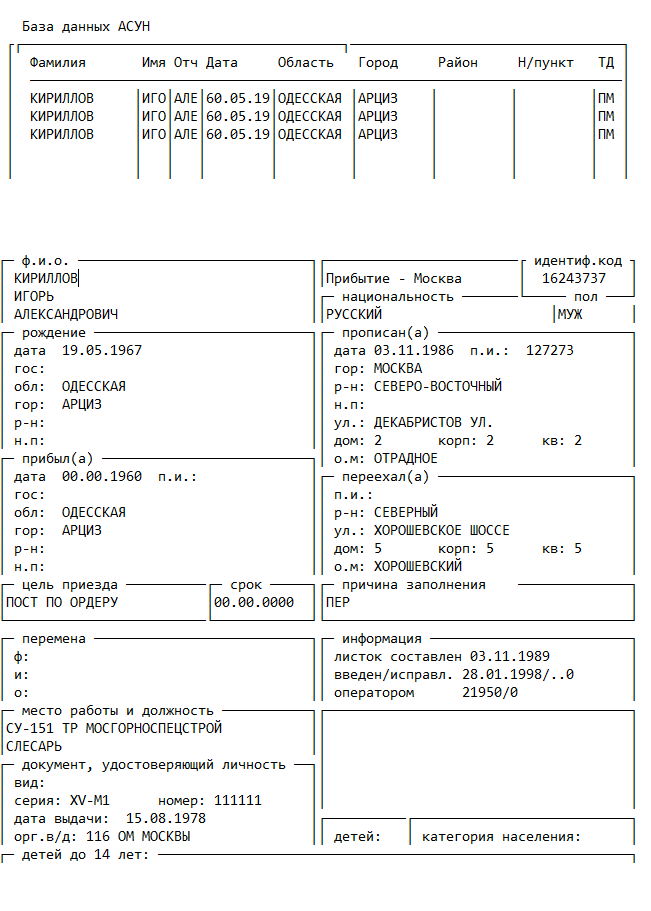 База данных АСУН
Фамилия Имя Отч Дата Область Город Район Н/пункт ТД
КИРИЛЛОВ ИГО АЛЕ 60.05.19 ОДЕССКАЯ АРЦИЗ ПМ
КИРИЛЛОВ ИГО АЛЕ 60.05.19 ОДЕССКАЯ АРЦИЗ ПМ
КИРИЛЛОВ ИГО АЛЕ 60.05.19 ОДЕССКАЯ АРЦИЗ ПМ
ф.и.о. идентиф.код
КИРИЛЛОВ Прибытие - Москва 16243737
ИГОРЬ национальность пол
АЛЕКСАНДРОВИЧ РУССКИЙ МУЖ
рождение прописан(а)
дата 19.05.1967 дата 03.11.1986 п.и.: 127273
гос: гор: МОСКВА
обл: ОДЕССКАЯ р-н: СЕВЕРО-ВОСТОЧНЫЙ
гор: АРЦИЗ н.п:
р-н: ул.: ДЕКАБРИСТОВ УЛ.
н.п: дом: 2 корп: 2 кв: 2
прибыл(а) о.м: ОТРАДНОЕ
дата 00.00.1960 п.и.: переехал(а)
гос: п.и.:
обл: ОДЕССКАЯ р-н: СЕВЕРНЫЙ
гор: АРЦИЗ ул.: ХОРОШЕВСКОЕ ШОССЕ
р-н: дом: 5 корп: 5 кв: 5
н.п: о.м: ХОРОШЕВСКИЙ
цель приезда срок причина заполнения
ПОСТ ПО ОРДЕРУ 00.00.0000 ПЕР
перемена информация
ф: листок составлен 03.11.1989
и: введен/исправл. 28.01.1998/..0
о: оператором 21950/0
место работы и должность
СУ-151 ТР МОСГОРНОСПЕЦСТРОЙ
СЛЕСАРЬ
документ, удостоверяющий личность
вид:
серия: XV-М1 номер: 111111
дата выдачи: 15.08.1978
орг.в/д: 116 ОМ МОСКВЫ детей: категория населения:
детей до 14 лет: